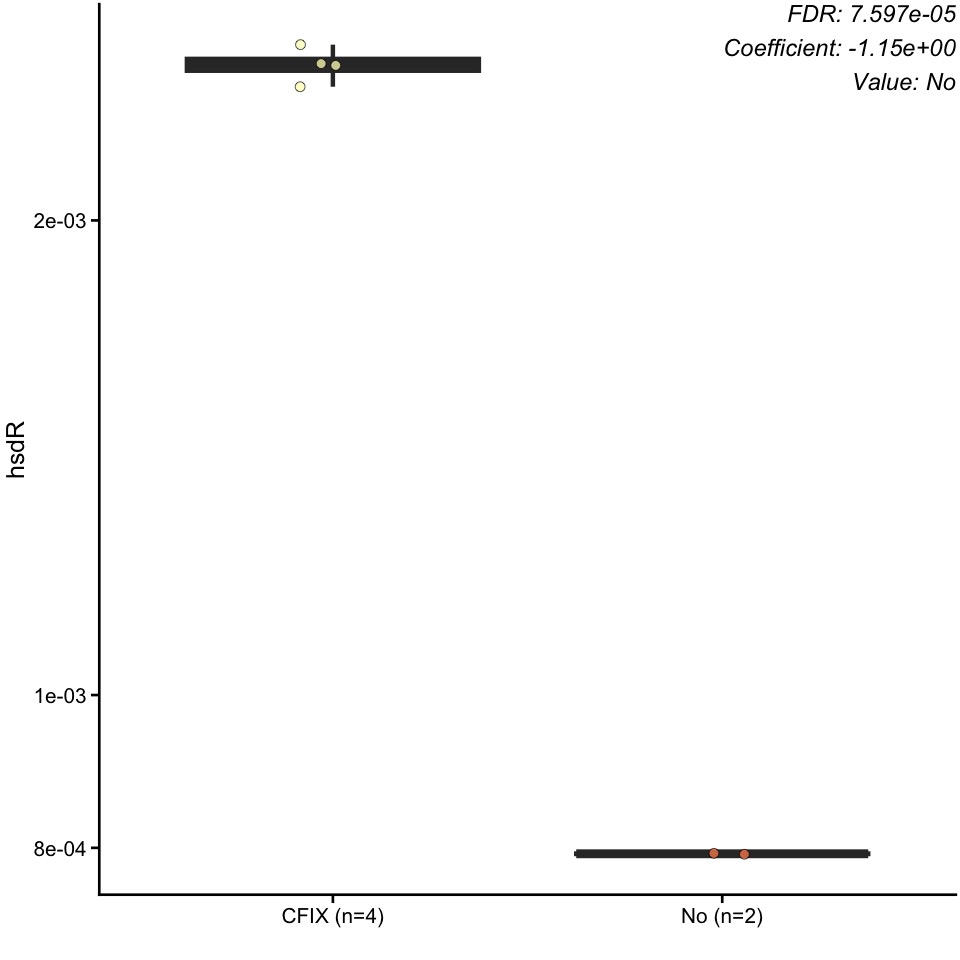 FDR: 7.597e-05
Coefficient: -1.15e+00
Value: No
2e-03
hsdR
1e-03
8e-04
CFIX (n=4)
No (n=2)